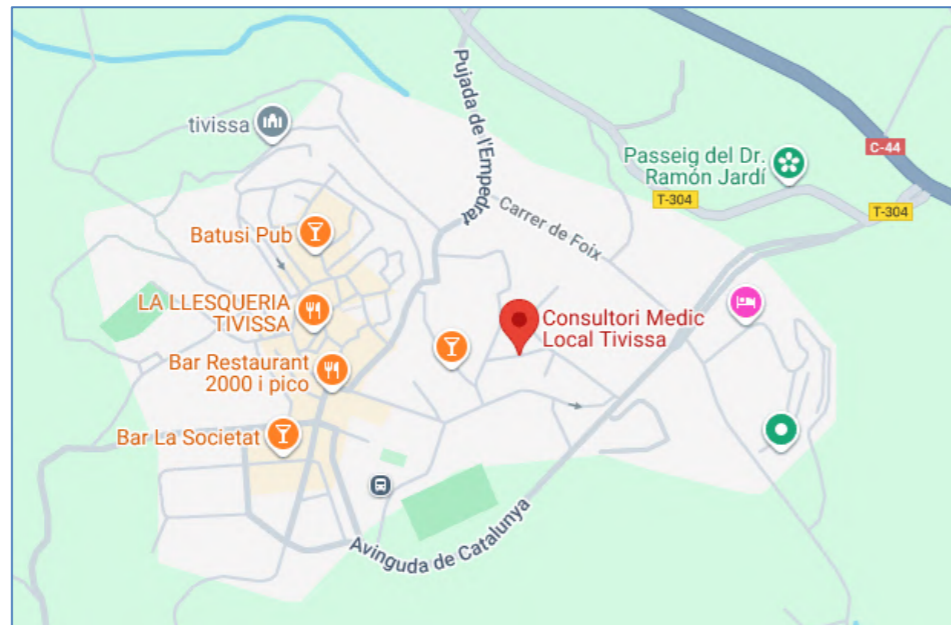 Pujada de l'Empedrat
C-44
tivissa
Passeig del Dr.
Ramón Jardí
T-304
Carrer de Foix
T-304
Batusi Pub
LA LLESQUERIA
TIVISSA
Consultori Medic
Local Tivissa
Bar Restaurant
2000 i pico
Bar La Societat
Avinguda de Catalunya